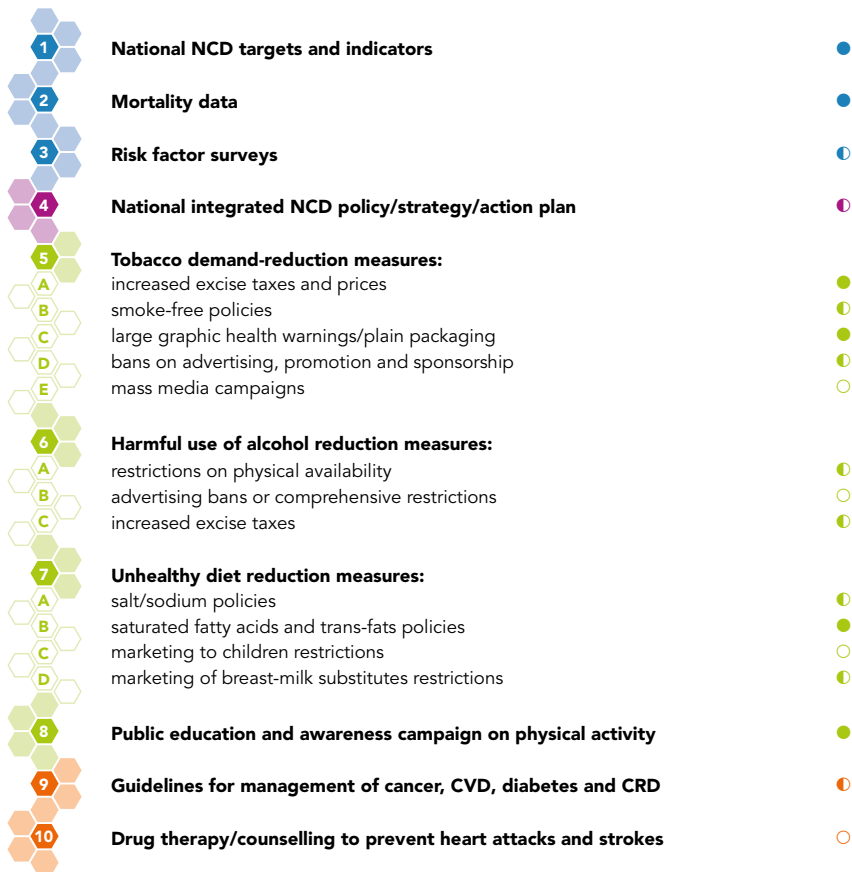 1 National NCD targets and indicators
2 Mortality data
3 Risk factor surveys
4 National integrated NCD policy/strategy/action plan
5 Tobacco demand-reduction measures:
A increased excise taxes and prices
B smoke-free policies
C large graphic health warnings/plain packaging
D bans on advertising, promotion and sponsorship
E mass media campaigns
6 Harmful use of alcohol reduction measures:
A restrictions on physical availability
B advertising bans or comprehensive restrictions
C increased excise taxes
7 Unhealthy diet reduction measures:
A salt/sodium policies
B saturated fatty acids and trans-fats policies
C marketing to children restrictions
D marketing of breast-milk substitutes restrictions
8 Public education and awareness campaign on physical activity
9 Guidelines for management of cancer, CVD, diabetes and CRD
10 Drug therapy/counselling to prevent heart attacks and strokes